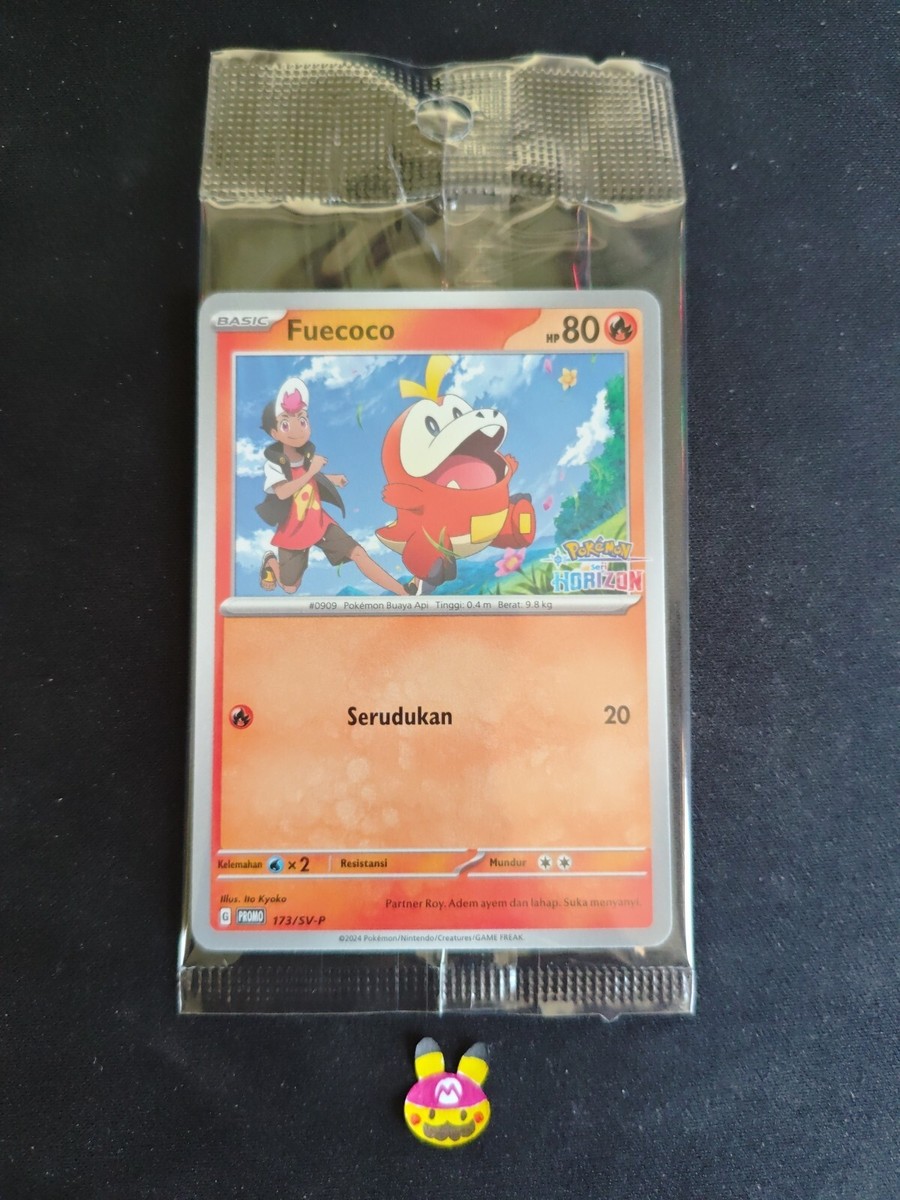 BASIC
Fuecoco
HP 80
POKÉMON
seri
HORIZON
#0909 Pokémon Buaya Api Tinggi: 0.4 m Berat: 9.8 kg
Serudukan 20
Kelemahan ×2 Resistansi Mundur
Illus. Ito Kyoko
Partner Roy. Adem ayem dan lahap. Suka menyanyi.
G PROMO 173/SV-P
©2024 Pokémon/Nintendo/Creatures/GAME FREAK.
M